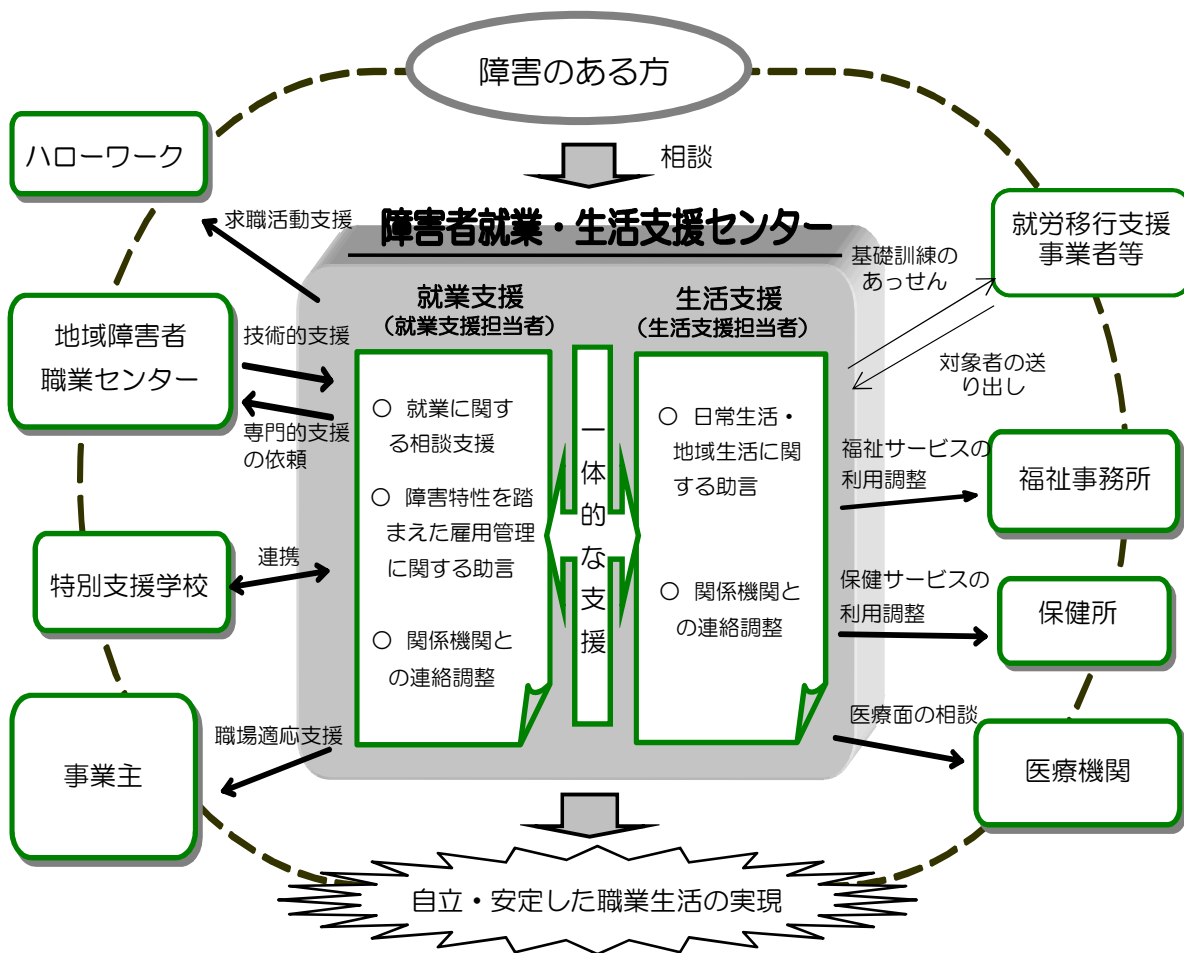 障害のある方
相談
ハローワーク
求職活動支援
障害者就業・生活支援センター
就労移行支援
事業者等
基礎訓練の
あっせん
対象者の送
り出し
地域障害者
職業センター
技術的支援
専門的支援
の依頼
就業支援
（就業支援担当者）
生活支援
（生活支援担当者）
○ 就業に関す
る相談支援
○ 障害特性を踏
まえた雇用管理
に関する助言
○ 関係機関と
の連絡調整
一体的な支援
○ 日常生活・
地域生活に関
する助言
○ 関係機関と
の連絡調整
福祉サービスの
利用調整
福祉事務所
特別支援学校
連携
保健サービスの
利用調整
保健所
事業主
職場適応支援
医療面の相談
医療機関
自立・安定した職業生活の実現